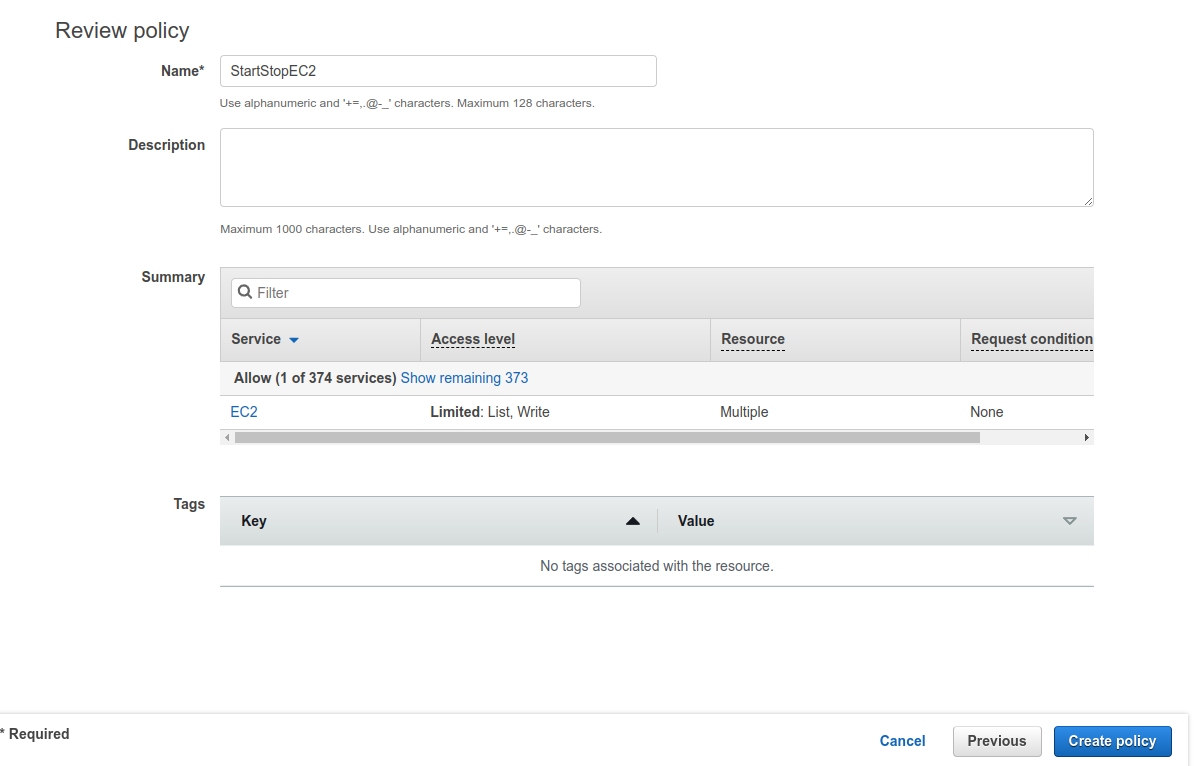 Review policy
Name* StartStopEC2
Use alphanumeric and '+=,.@-_' characters. Maximum 128 characters.
Description
Maximum 1000 characters. Use alphanumeric and '+=,.@-_' characters.
Summary Filter
Service Access level Resource Request condition
Allow (1 of 374 services) Show remaining 373
EC2 Limited: List, Write Multiple None
Tags Key Value
No tags associated with the resource.
* Required Cancel Previous Create policy